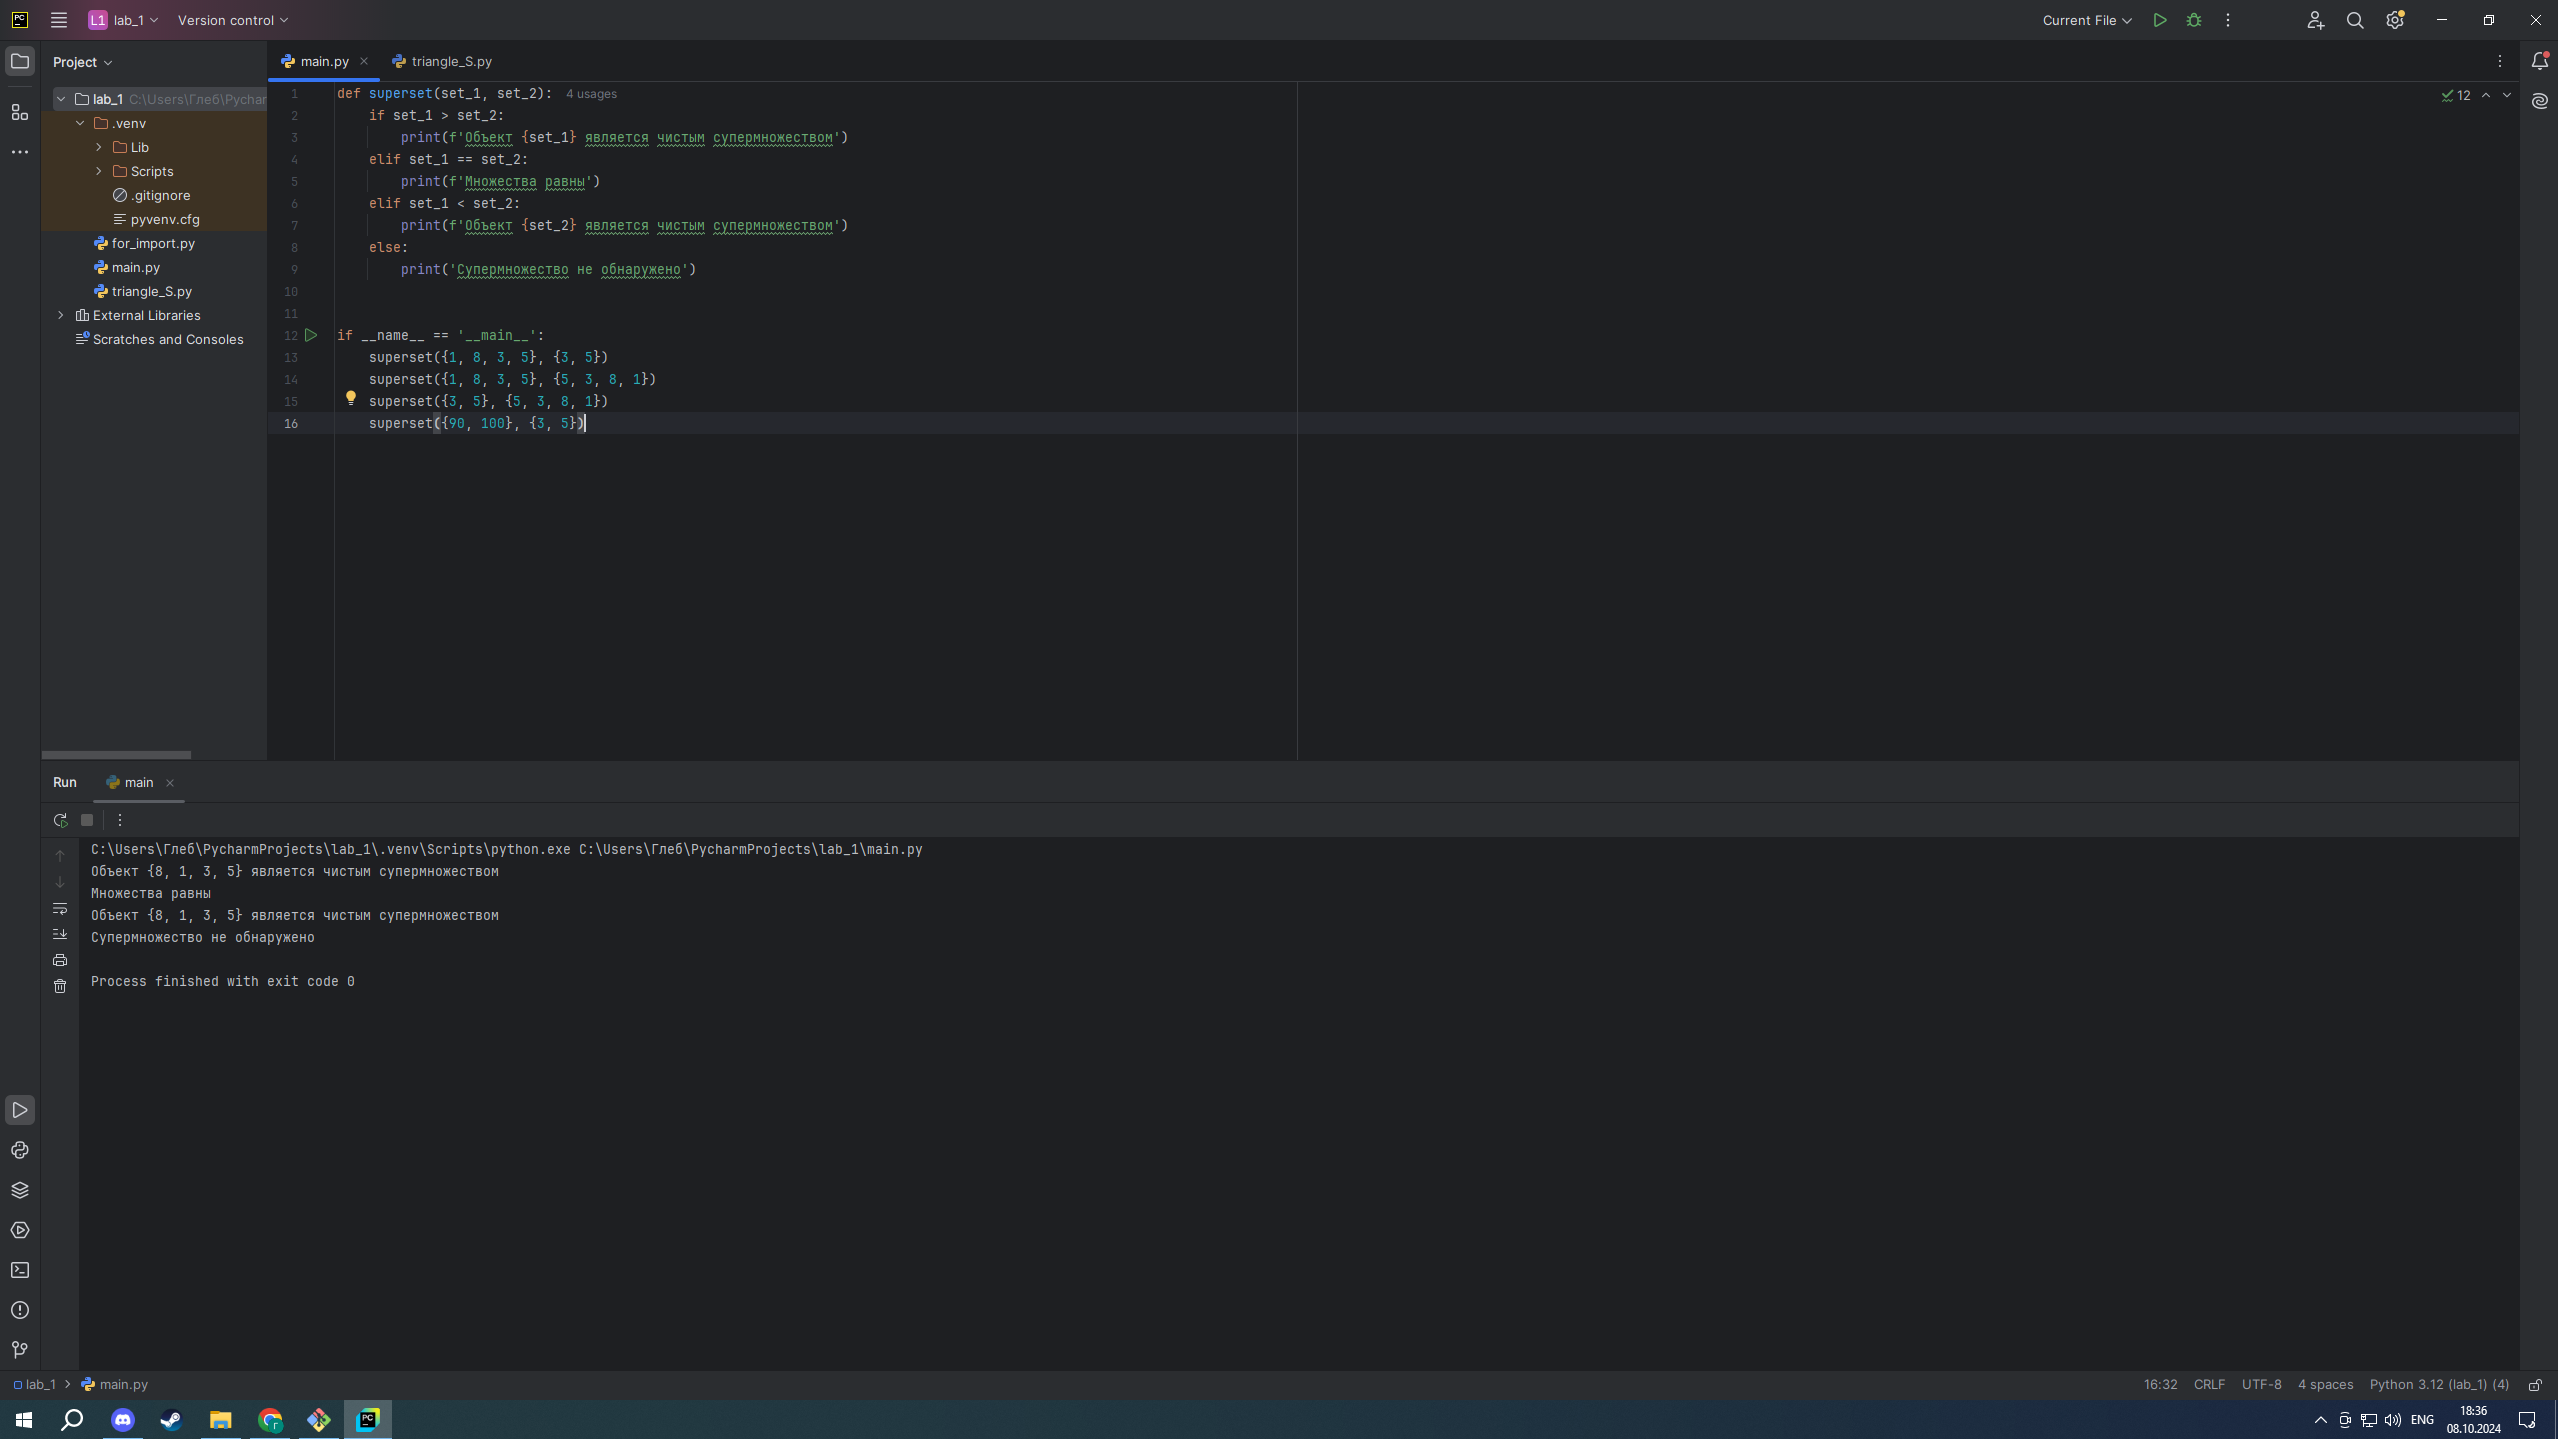 PC
L1 lab_1
Version control
Current File
Project
main.py
triangle_S.py
lab_1 C:\Users\Глеб\Pychar
.venv
Lib
Scripts
.gitignore
pyvenv.cfg
for_import.py
main.py
triangle_S.py
External Libraries
Scratches and Consoles
1 def superset(set_1, set_2): 4 usages
12
2 if set_1 > set_2:
3 print(f'Объект {set_1} является чистым супермножеством')
4 elif set_1 == set_2:
5 print(f'Множества равны')
6 elif set_1 < set_2:
7 print(f'Объект {set_2} является чистым супермножеством')
8 else:
9 print('Супермножество не обнаружено')
10
11
12 if __name__ == '__main__':
13 superset({1, 8, 3, 5}, {3, 5})
14 superset({1, 8, 3, 5}, {5, 3, 8, 1})
15 superset({3, 5}, {5, 3, 8, 1})
16 superset({90, 100}, {3, 5})
Run
main
C:\Users\Глеб\PycharmProjects\lab_1\.venv\Scripts\python.exe C:\Users\Глеб\PycharmProjects\lab_1\main.py
Объект {8, 1, 3, 5} является чистым супермножеством
Множества равны
Объект {8, 1, 3, 5} является чистым супермножеством
Супермножество не обнаружено
Process finished with exit code 0
lab_1 > main.py
16:32 CRLF UTF-8 4 spaces Python 3.12 (lab_1) (4)
PC
ENG
18:36
08.10.2024